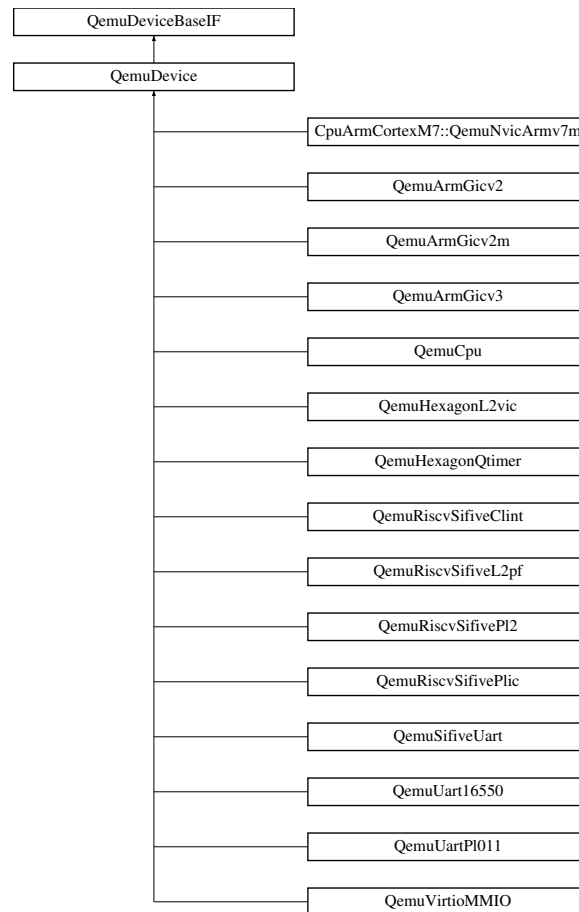 QemuDeviceBaseIF
QemuDevice
CpuArmCortexM7::QemuNvicArmv7m
QemuArmGicv2
QemuArmGicv2m
QemuArmGicv3
QemuCpu
QemuHexagonL2vic
QemuHexagonQtimer
QemuRiscvSifiveClint
QemuRiscvSifiveL2pf
QemuRiscvSifivePl2
QemuRiscvSifivePlic
QemuSifiveUart
QemuUart16550
QemuUartPl011
QemuVirtioMMIO